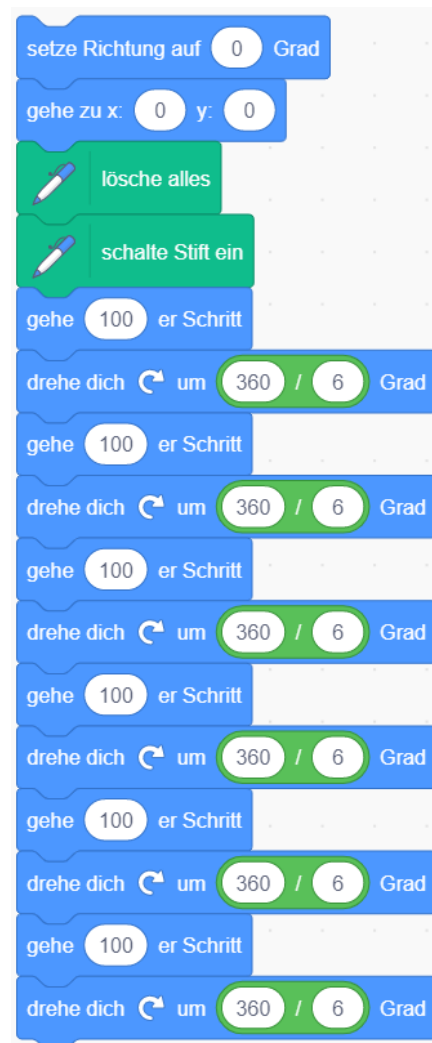 setze Richtung auf 0 Grad
gehe zu x: 0 y: 0
lösche alles
schalte Stift ein
gehe 100 er Schritt
drehe dich um 360 / 6 Grad
gehe 100 er Schritt
drehe dich um 360 / 6 Grad
gehe 100 er Schritt
drehe dich um 360 / 6 Grad
gehe 100 er Schritt
drehe dich um 360 / 6 Grad
gehe 100 er Schritt
drehe dich um 360 / 6 Grad
gehe 100 er Schritt
drehe dich um 360 / 6 Grad